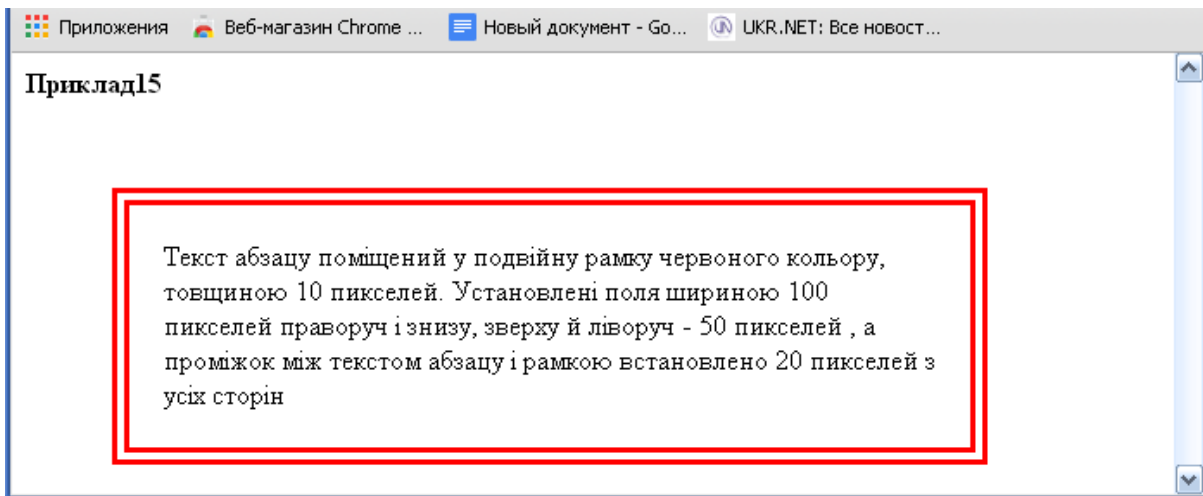 Приложения Веб-магазин Chrome ... Новый документ - Go... UKR.NET: Все новост...
Приклад15
Текст абзацу поміщений у подвійну рамку червоного кольору,
товщиною 10 пикселей. Установлені поля шириною 100
пикселей праворуч і знизу, зверху й ліворуч - 50 пикселей , а
проміжок між текстом абзацу і рамкою встановлено 20 пикселей з
усіх сторін